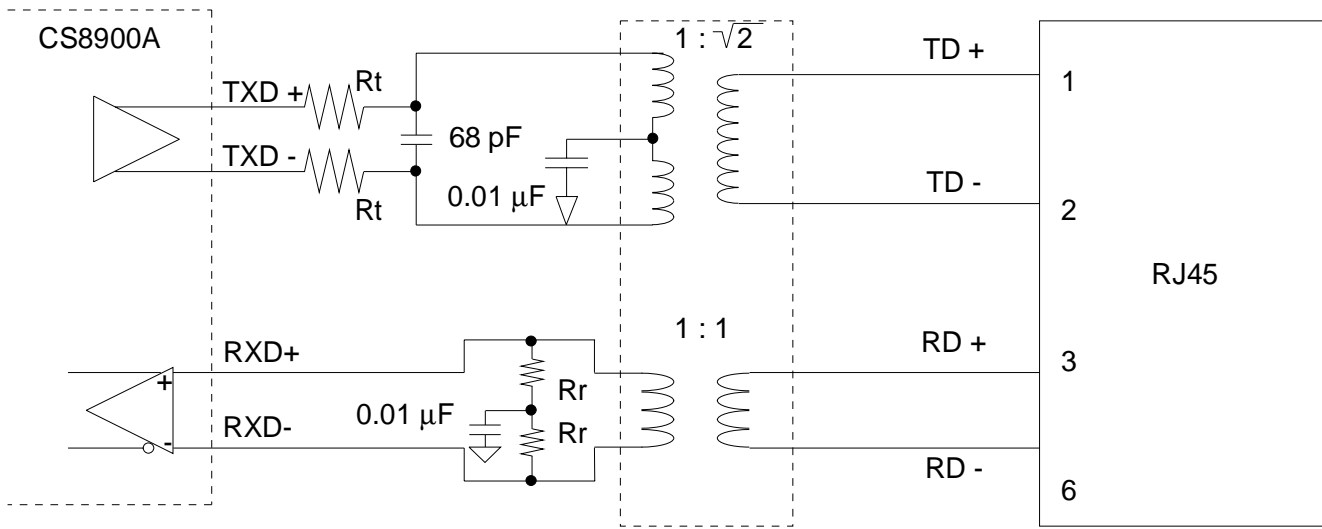 CS8900A
1 : √2
TXD +
Rt
TD +
1
68 pF
TXD -
Rt
0.01 µF
TD -
2
RJ45
1 : 1
RXD+
RD +
3
+
Rr
0.01 µF
RXD-
Rr
-
RD -
6